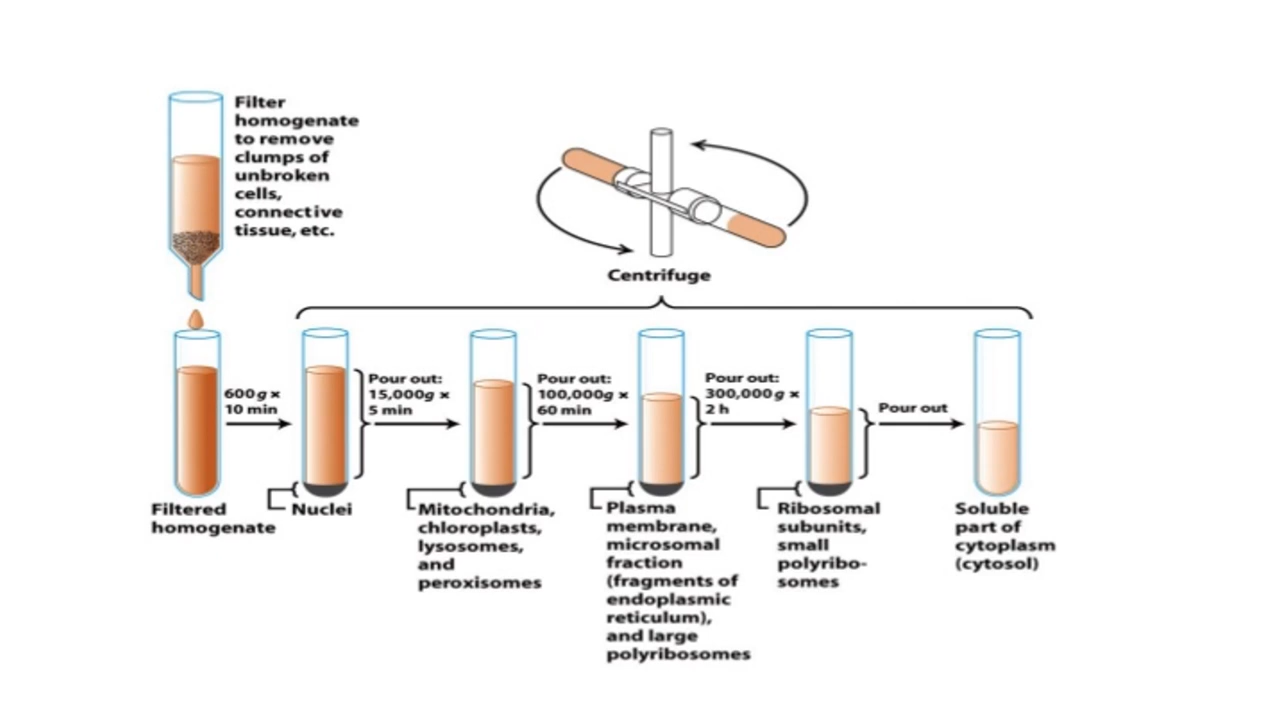 Filter
homogenate
to remove
clumps of
unbroken
cells,
connective
tissue, etc.
Centrifuge
600g ×
10 min
Pour out:
15,000g ×
5 min
Pour out:
100,000g ×
60 min
Pour out:
300,000g ×
2 h
Pour out
Filtered
homogenate
Nuclei
Mitochondria,
chloroplasts,
lysosomes,
and
peroxisomes
Plasma
membrane,
microsomal
fraction
(fragments of
endoplasmic
reticulum),
and large
polyribosomes
Ribosomal
subunits,
small
polyribo-
somes
Soluble
part of
cytoplasm
(cytosol)